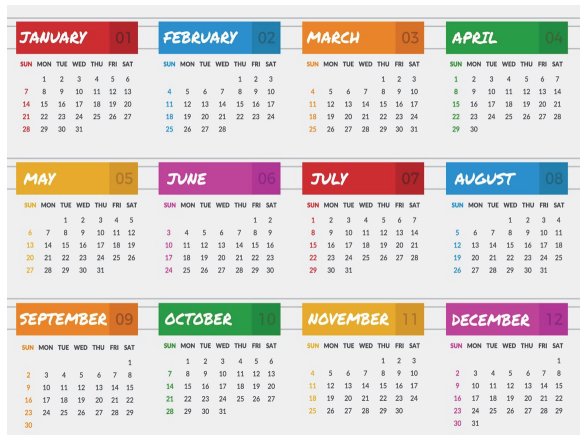 JANUARY 01 FEBRUARY 02 MARCH 03 APRIL 04
SUN MON TUE WED THU FRI SAT SUN MON TUE WED THU FRI SAT SUN MON TUE WED THU FRI SAT SUN MON TUE WED THU FRI SAT
1 2 3 4 5 6 1 2 3 1 2 3 1 2 3 4 5 6 7
7 8 9 10 11 12 13 4 5 6 7 8 9 10 4 5 6 7 8 9 10 8 9 10 11 12 13 14
14 15 16 17 18 19 20 11 12 13 14 15 16 17 11 12 13 14 15 16 17 15 16 17 18 19 20 21
21 22 23 24 25 26 27 18 19 20 21 22 23 24 18 19 20 21 22 23 24 22 23 24 25 26 27 28
28 29 30 31 25 26 27 28 25 26 27 28 29 30 31 29 30
MAY 05 JUNE 06 JULY 07 AUGUST 08
SUN MON TUE WED THU FRI SAT SUN MON TUE WED THU FRI SAT SUN MON TUE WED THU FRI SAT SUN MON TUE WED THU FRI SAT
1 2 3 4 5 1 2 1 2 3 4 5 6 7 1 2 3 4
6 7 8 9 10 11 12 3 4 5 6 7 8 9 8 9 10 11 12 13 14 5 6 7 8 9 10 11
13 14 15 16 17 18 19 10 11 12 13 14 15 16 15 16 17 18 19 20 21 12 13 14 15 16 17 18
20 21 22 23 24 25 26 17 18 19 20 21 22 23 22 23 24 25 26 27 28 19 20 21 22 23 24 25
27 28 29 30 31 24 25 26 27 28 29 30 29 30 31 26 27 28 29 30 31
SEPTEMBER 09 OCTOBER 10 NOVEMBER 11 DECEMBER 12
SUN MON TUE WED THU FRI SAT SUN MON TUE WED THU FRI SAT SUN MON TUE WED THU FRI SAT SUN MON TUE WED THU FRI SAT
1 1 2 3 4 5 6 1 2 3 1
2 3 4 5 6 7 8 7 8 9 10 11 12 13 4 5 6 7 8 9 10 2 3 4 5 6 7 8
9 10 11 12 13 14 15 14 15 16 17 18 19 20 11 12 13 14 15 16 17 9 10 11 12 13 14 15
16 17 18 19 20 21 22 21 22 23 24 25 26 27 18 19 20 21 22 23 24 16 17 18 19 20 21 22
23 24 25 26 27 28 29 28 29 30 31 25 26 27 28 29 30 23 24 25 26 27 28 29
30 30 31